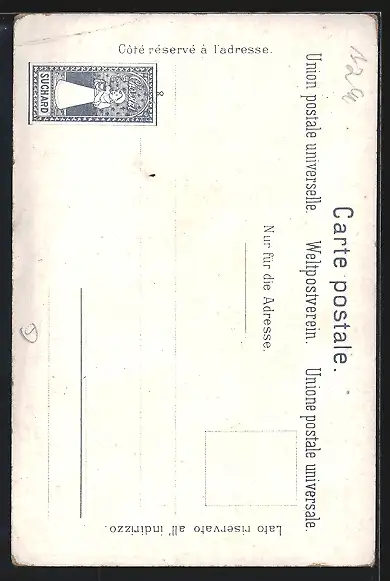 Carte postale.
Union postale universelle. Weltpostverein. Unione postale universale.
Côté réservé à l'adresse.
Nur für die Adresse.
Lato riservato all' indirizzo.
SUCHARD